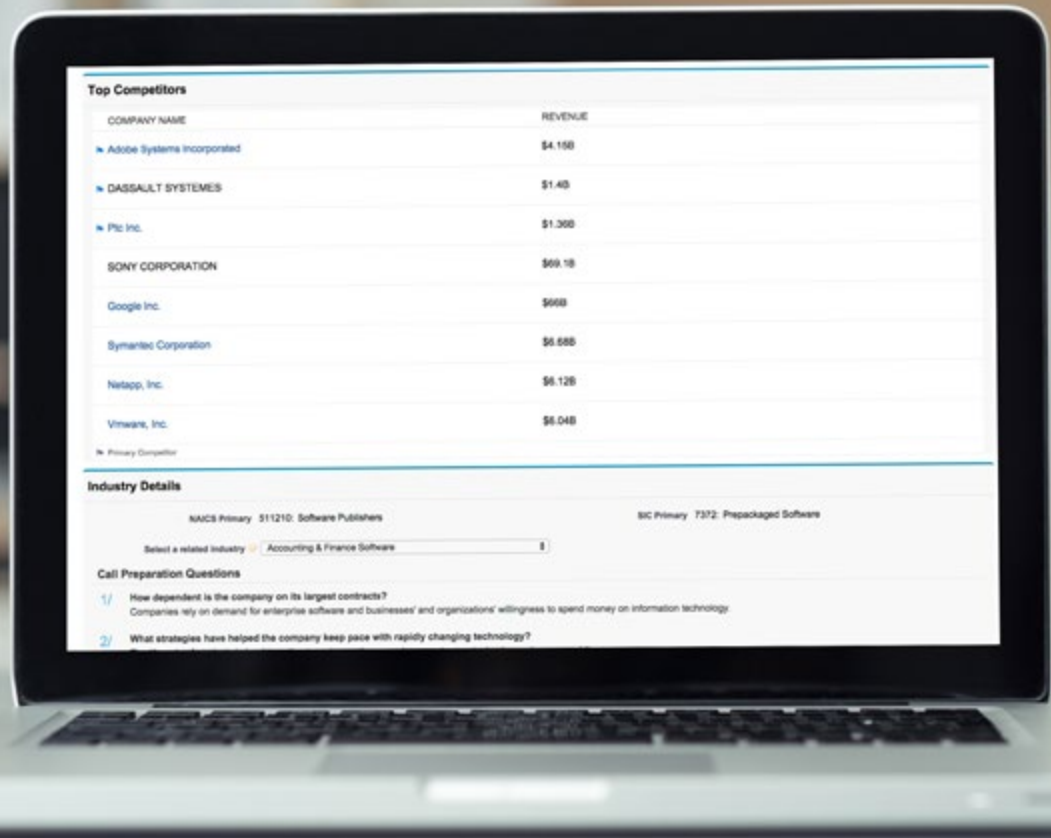 Top Competitors
COMPANY NAME REVENUE
Adobe Systems Incorporated $4.15B
DASSAULT SYSTEMES $1.4B
Ptc Inc. $1.36B
SONY CORPORATION $69.1B
Google Inc. $66B
Symantec Corporation $6.68B
Netapp, Inc. $6.12B
Vmware, Inc. $6.04B
Primary Competitor
Industry Details
NAICS Primary 511210: Software Publishers SIC Primary 7372: Prepackaged Software
Select a related industry Accounting & Finance Software
Call Preparation Questions
1/ How dependent is the company on its largest contracts?
Companies rely on demand for enterprise software and businesses' and organizations' willingness to spend money on information technology.
2/ What strategies have helped the company keep pace with rapidly changing technology?